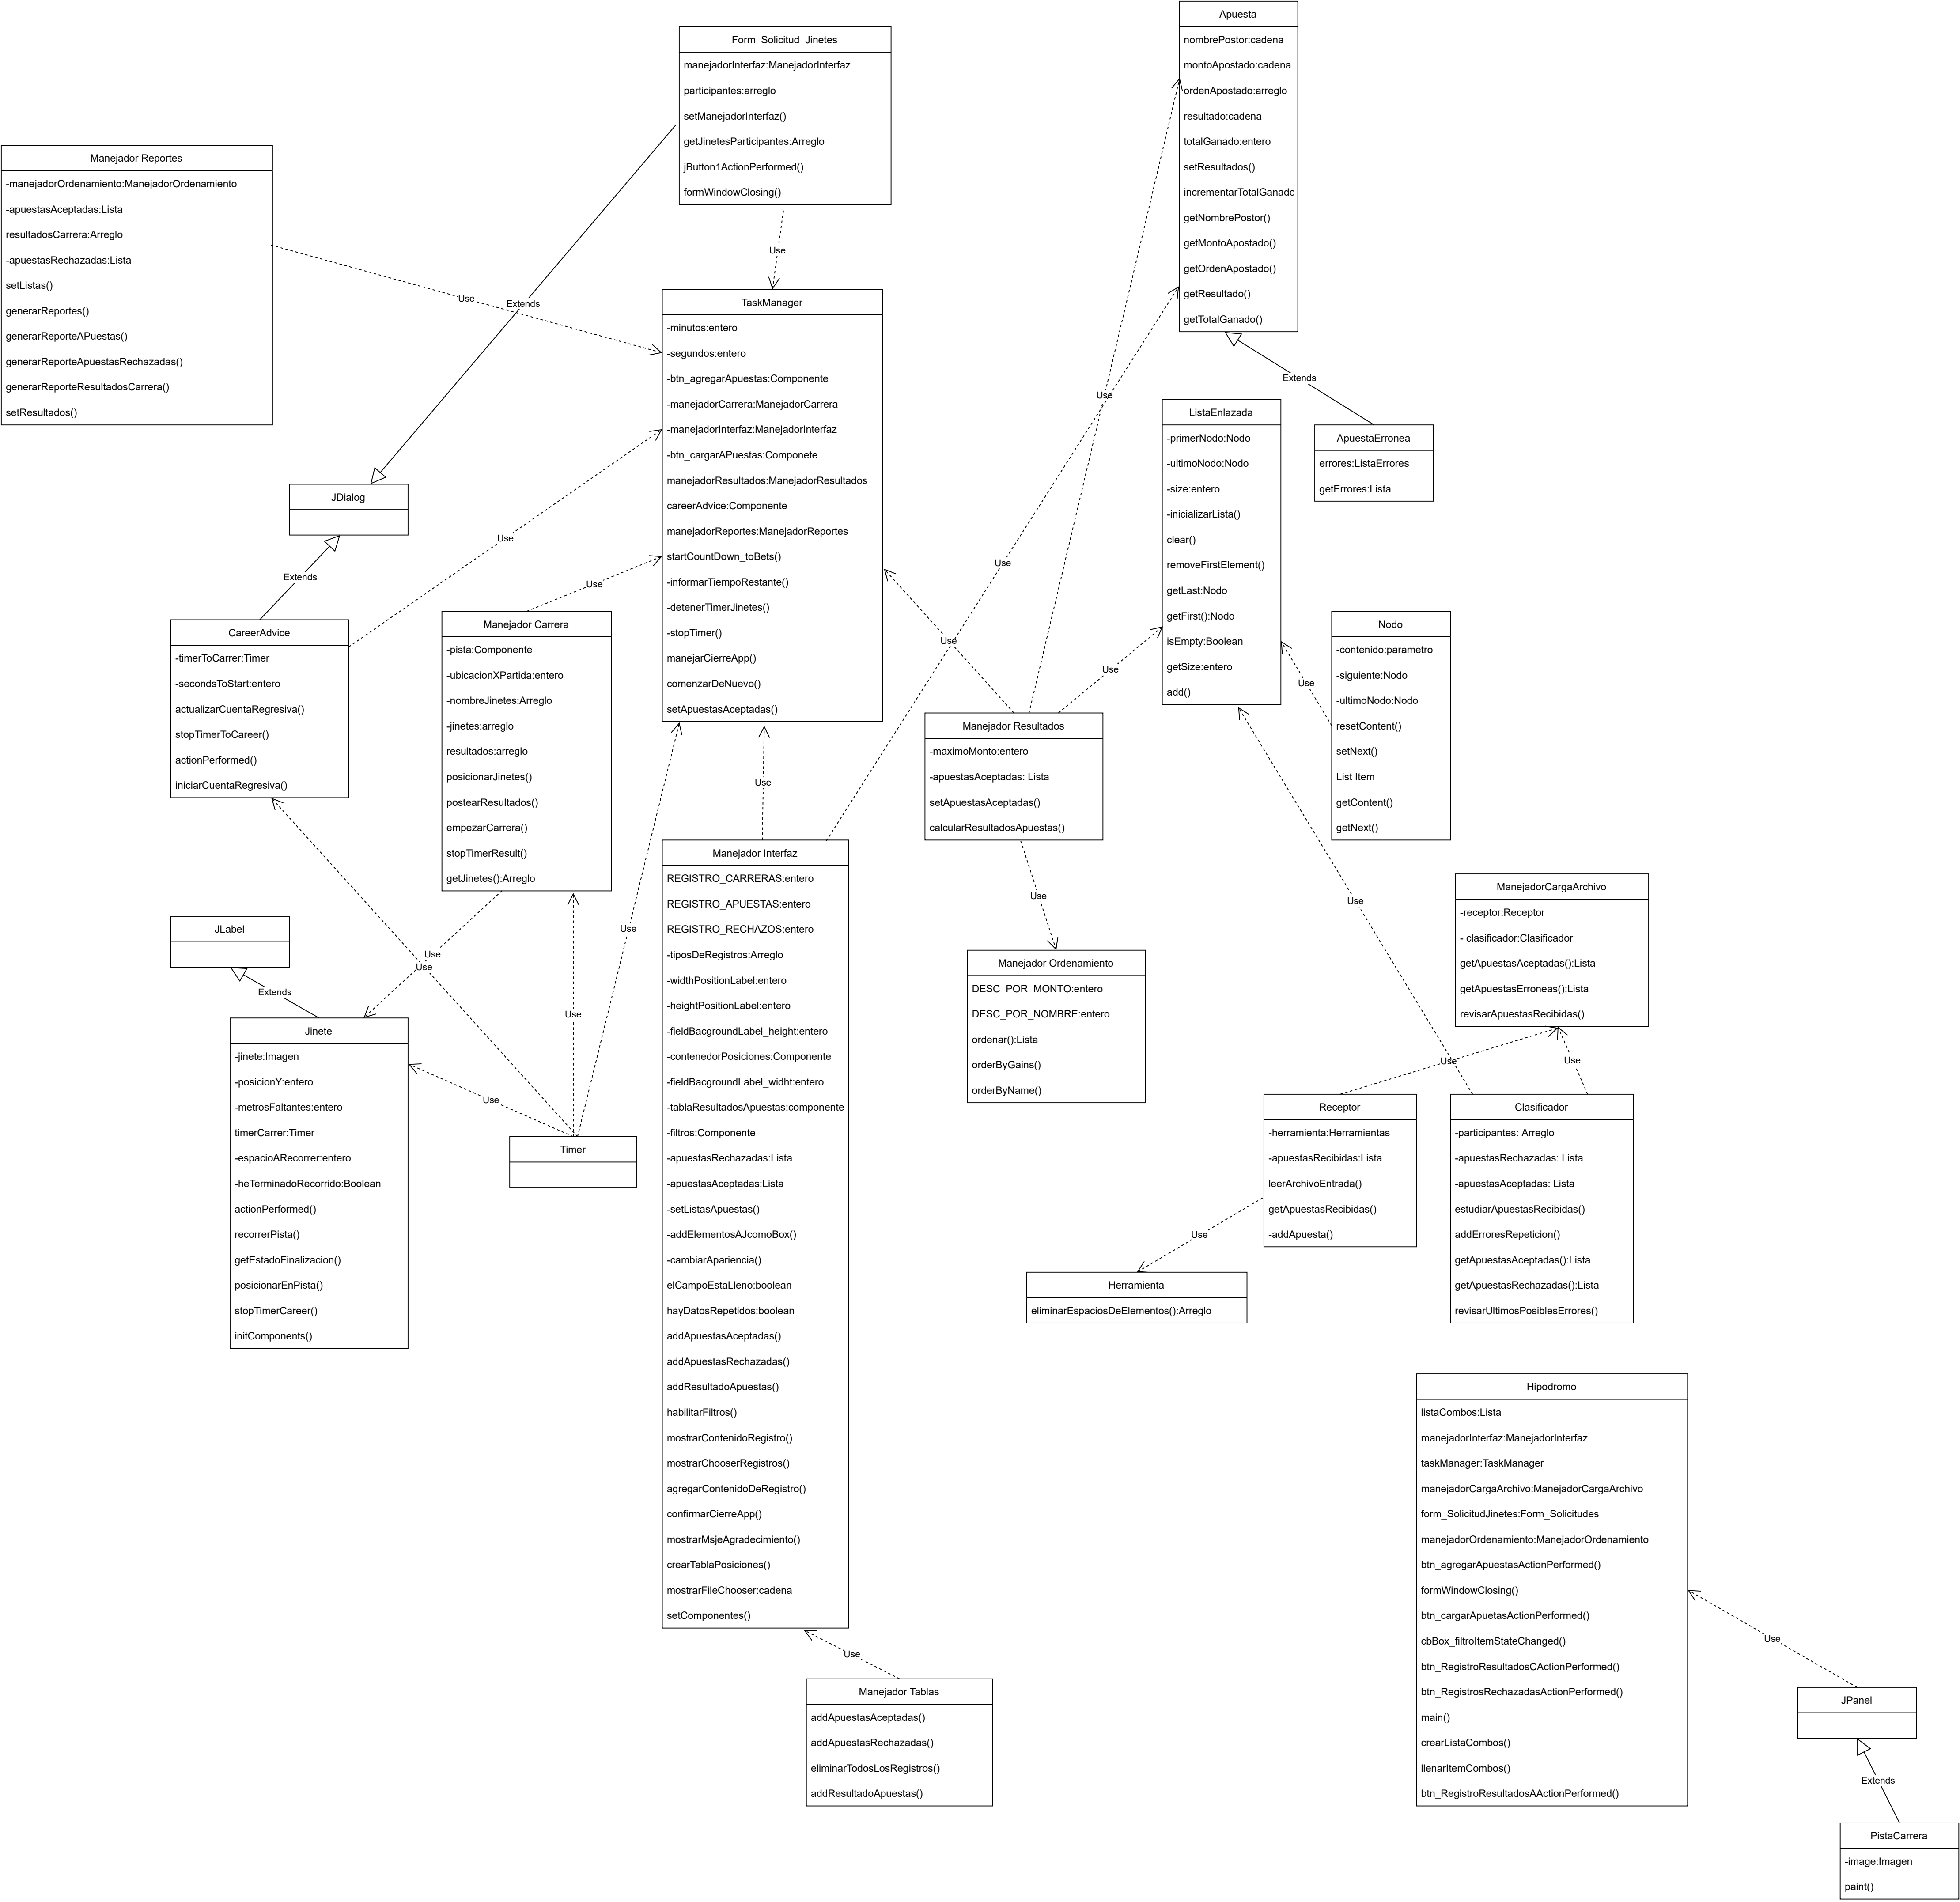 Apuesta
nombrePostor:cadena
montoApostado:cadena
ordenApostado:arreglo
resultado:cadena
totalGanado:entero
setResultados()
incrementarTotalGanado
getNombrePostor()
getMontoApostado()
getOrdenApostado()
getResultado()
getTotalGanado()
Form_Solicitud_Jinetes
manejadorInterfaz:ManejadorInterfaz
participantes:arreglo
setManejadorInterfaz()
getJinetesParticipantes:Arreglo
jButton1ActionPerformed()
formWindowClosing()
Manejador Reportes
-manejadorOrdenamiento:ManejadorOrdenamiento
-apuestasAceptadas:Lista
resultadosCarrera:Arreglo
-apuestasRechazadas:Lista
setListas()
generarReportes()
generarReporteAPuestas()
generarReporteApuestasRechazadas()
generarReporteResultadosCarrera()
setResultados()
Use
Use
Extends
TaskManager
-minutos:entero
-segundos:entero
-btn_agregarApuestas:Componente
-manejadorCarrera:ManejadorCarrera
-manejadorInterfaz:ManejadorInterfaz
-btn_cargarAPuestas:Componete
manejadorResultados:ManejadorResultados
careerAdvice:Componente
manejadorReportes:ManejadorReportes
startCountDown_toBets()
-informarTiempoRestante()
-detenerTimerJinetes()
-stopTimer()
manejarCierreApp()
comenzarDeNuevo()
setApuestasAceptadas()
Extends
Use
ListaEnlazada
-primerNodo:Nodo
-ultimoNodo:Nodo
-size:entero
-inicializarLista()
clear()
removeFirstElement()
getLast:Nodo
getFirst():Nodo
isEmpty:Boolean
getSize:entero
add()
ApuestaErronea
errores:ListaErrores
getErrores:Lista
JDialog
Use
Use
Extends
Use
CareerAdvice
-timerToCarrer:Timer
-secondsToStart:entero
actualizarCuentaRegresiva()
stopTimerToCareer()
actionPerformed()
iniciarCuentaRegresiva()
Manejador Carrera
-pista:Componente
-ubicacionXPartida:entero
-nombreJinetes:Arreglo
-jinetes:arreglo
resultados:arreglo
posicionarJinetes()
postearResultados()
empezarCarrera()
stopTimerResult()
getJinetes():Arreglo
Use
Use
Use
Nodo
-contenido:parametro
-siguiente:Nodo
-ultimoNodo:Nodo
resetContent()
setNext()
List Item
getContent()
getNext()
Manejador Resultados
-maximoMonto:entero
-apuestasAceptadas: Lista
setApuestasAceptadas()
calcularResultadosApuestas()
Use
Manejador Interfaz
REGISTRO_CARRERAS:entero
REGISTRO_APUESTAS:entero
REGISTRO_RECHAZOS:entero
-tiposDeRegistros:Arreglo
-widthPositionLabel:entero
-heightPositionLabel:entero
-fieldBacgroundLabel_height:entero
-contenedorPosiciones:Componente
-fieldBacgroundLabel_widht:entero
-tablaResultadosApuestas:componente
-filtros:Componente
-apuestasRechazadas:Lista
-apuestasAceptadas:Lista
-setListasApuestas()
-addElementosAJcomoBox()
-cambiarApariencia()
elCampoEstaLleno:boolean
hayDatosRepetidos:boolean
addApuestasAceptadas()
addApuestasRechazadas()
addResultadoApuestas()
habilitarFiltros()
mostrarContenidoRegistro()
mostrarChooserRegistros()
agregarContenidoDeRegistro()
confirmarCierreApp()
mostrarMsjeAgradecimiento()
crearTablaPosiciones()
mostrarFileChooser:cadena
setComponentes()
Use
Use
ManejadorCargaArchivo
-receptor:Receptor
- clasificador:Clasificador
getApuestasAceptadas():Lista
getApuestasErroneas():Lista
revisarApuestasRecibidas()
JLabel
Use
Use
Use
Extends
Use
Manejador Ordenamiento
DESC_POR_MONTO:entero
DESC_POR_NOMBRE:entero
ordenar():Lista
orderByGains()
orderByName()
Jinete
-jinete:Imagen
-posicionY:entero
-metrosFaltantes:entero
timerCarrer:Timer
-espacioARecorrer:entero
-heTerminadoRecorrido:Boolean
actionPerformed()
recorrerPista()
getEstadoFinalizacion()
posicionarEnPista()
stopTimerCareer()
initComponents()
Use
Timer
Use
Use
Receptor
-herramienta:Herramientas
-apuestasRecibidas:Lista
leerArchivoEntrada()
getApuestasRecibidas()
-addApuesta()
Clasificador
-participantes: Arreglo
-apuestasRechazadas: Lista
-apuestasAceptadas: Lista
estudiarApuestasRecibidas()
addErroresRepeticion()
getApuestasAceptadas():Lista
getApuestasRechazadas():Lista
revisarUltimosPosiblesErrores()
Use
Herramienta
eliminarEspaciosDeElementos():Arreglo
Hipodromo
listaCombos:Lista
manejadorInterfaz:ManejadorInterfaz
taskManager:TaskManager
manejadorCargaArchivo:ManejadorCargaArchivo
form_SolicitudJinetes:Form_Solicitudes
manejadorOrdenamiento:ManejadorOrdenamiento
btn_agregarApuestasActionPerformed()
formWindowClosing()
btn_cargarApuetasActionPerformed()
cbBox_filtroItemStateChanged()
btn_RegistroResultadosCActionPerformed()
btn_RegistrosRechazadasActionPerformed()
main()
crearListaCombos()
llenarItemCombos()
btn_RegistroResultadosAActionPerformed()
Use
Use
Manejador Tablas
addApuestasAceptadas()
addApuestasRechazadas()
eliminarTodosLosRegistros()
addResultadoApuestas()
JPanel
Extends
PistaCarrera
-image:Imagen
paint()